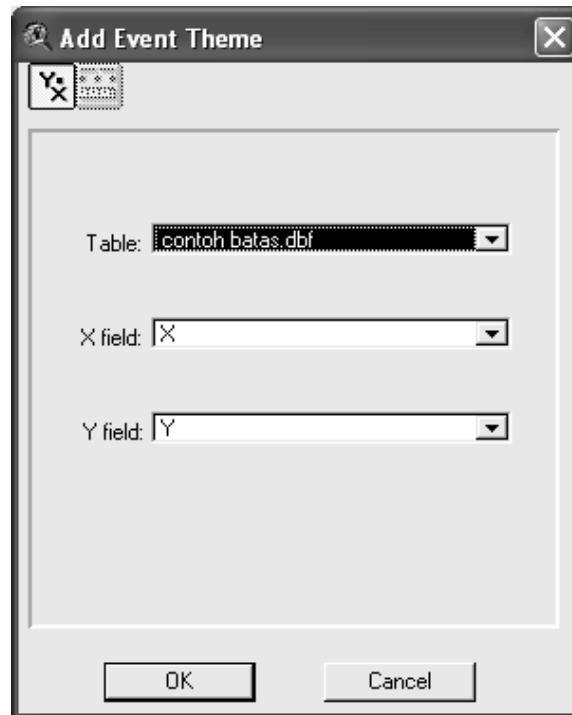 Add Event Theme
Y
X
Table: contoh batas.dbf
X field: X
Y field: Y
OK Cancel